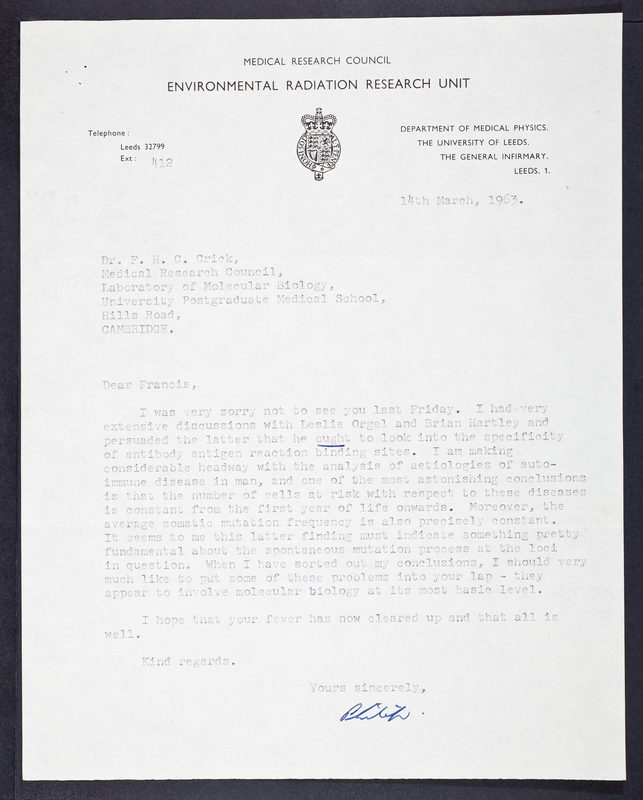 MEDICAL RESEARCH COUNCIL
ENVIRONMENTAL RADIATION RESEARCH UNIT
Telephone :
Leeds 32799
Ext : 412
DEPARTMENT OF MEDICAL PHYSICS,
THE UNIVERSITY OF LEEDS,
THE GENERAL INFIRMARY,
LEEDS, 1.
14th March, 1963.
Dr. F. H. C. Crick,
Medical Research Council,
Laboratory of Molecular Biology,
University Postgraduate Medical School,
Hills Road,
CAMBRIDGE.
Dear Francis,
I was very sorry not to see you last Friday. I had very
extensive discussions with Leslie Orgel and Brian Hartley and
persuaded the latter that he ought to look into the specificity
of antibody antigen reaction binding sites. I am making
considerable headway with the analysis of aetiologies of auto-
immune disease in man, and one of the most astonishing conclusions
is that the number of cells at risk with respect to these diseases
is constant from the first year of life onwards. Moreover, the
average somatic mutation frequency is also precisely constant.
It seems to me this latter finding must indicate something pretty
fundamental about the spontaneous mutation process at the loci
in question. When I have sorted out my conclusions, I should very
much like to put some of these problems into your lap - they
appear to involve molecular biology at its most basic level.
I hope that your fever has now cleared up and that all is
well.
Kind regards.
Yours sincerely,
Philip.